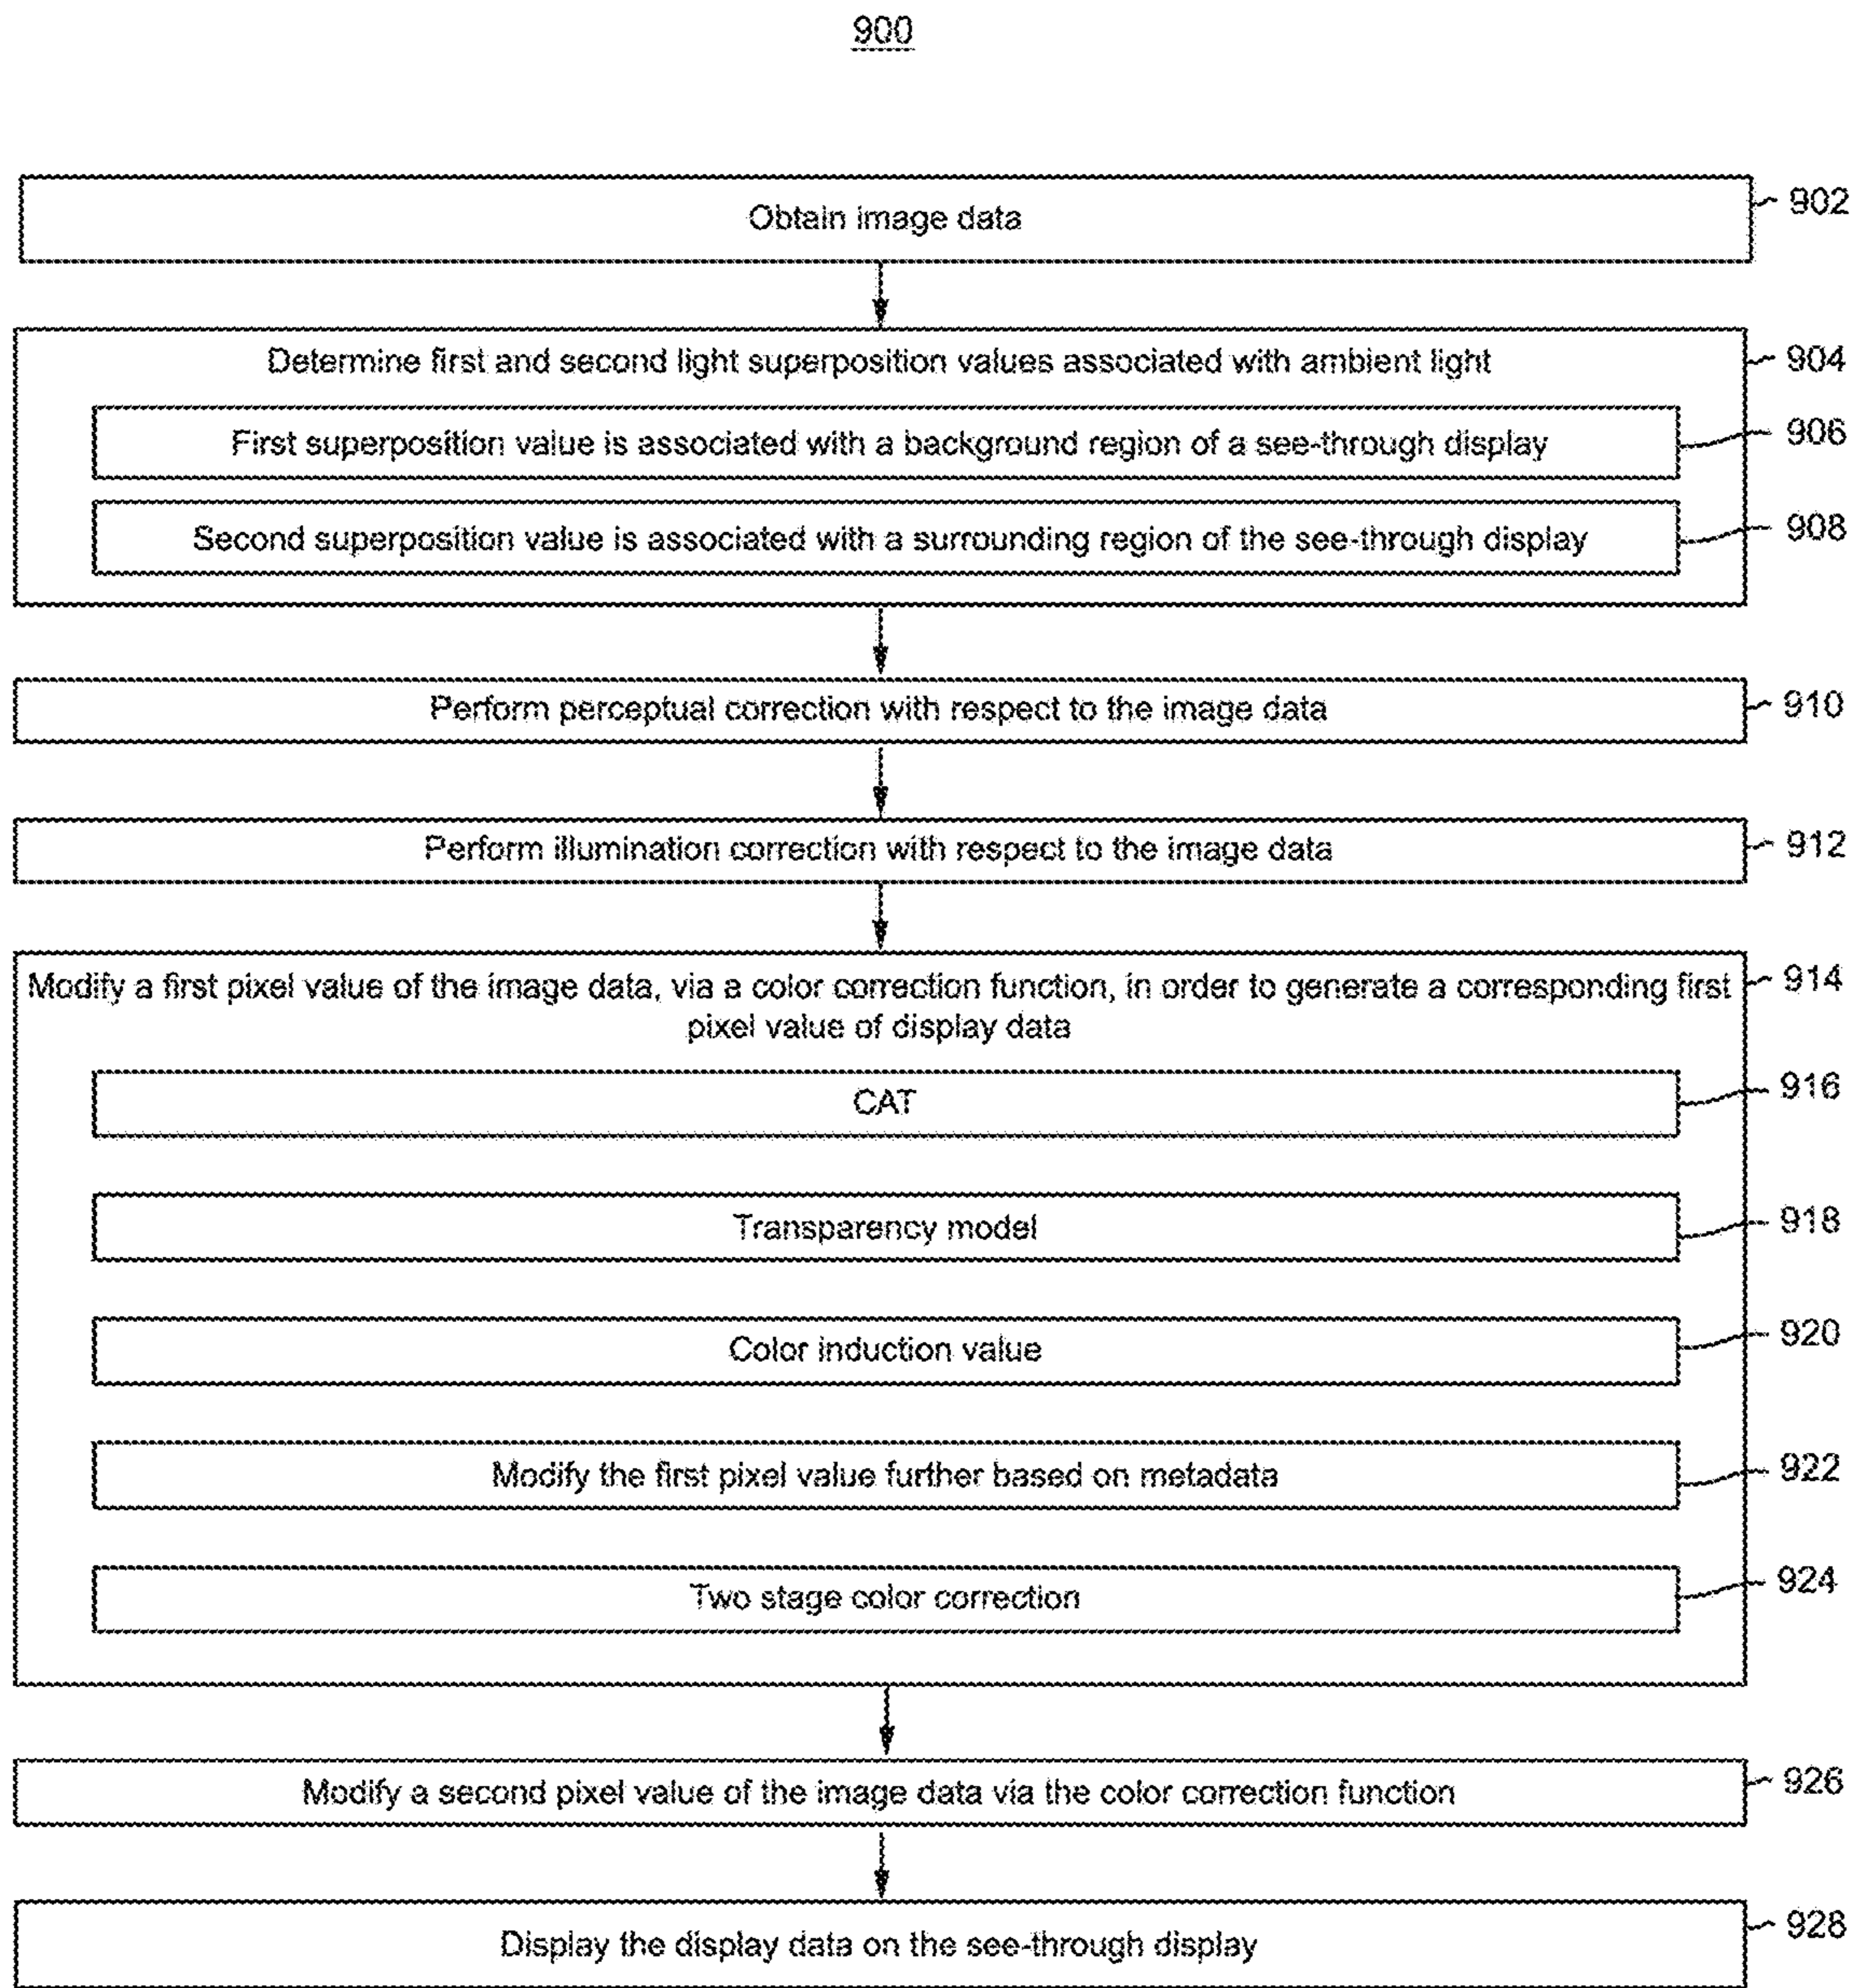 900
Obtain image data
902
Determine first and second light superposition values associated with ambient light
904
First superposition value is associated with a background region of a see-through display
906
Second superposition value is associated with a surrounding region of the see-through display
908
Perform perceptual correction with respect to the image data
910
Perform illumination correction with respect to the image data
912
Modify a first pixel value of the image data, via a color correction function, in order to generate a corresponding first
pixel value of display data
914
CAT
916
Transparency model
918
Color induction value
920
Modify the first pixel value further based on metadata
922
Two stage color correction
924
Modify a second pixel value of the image data via the color correction function
926
Display the display data on the see-through display
928